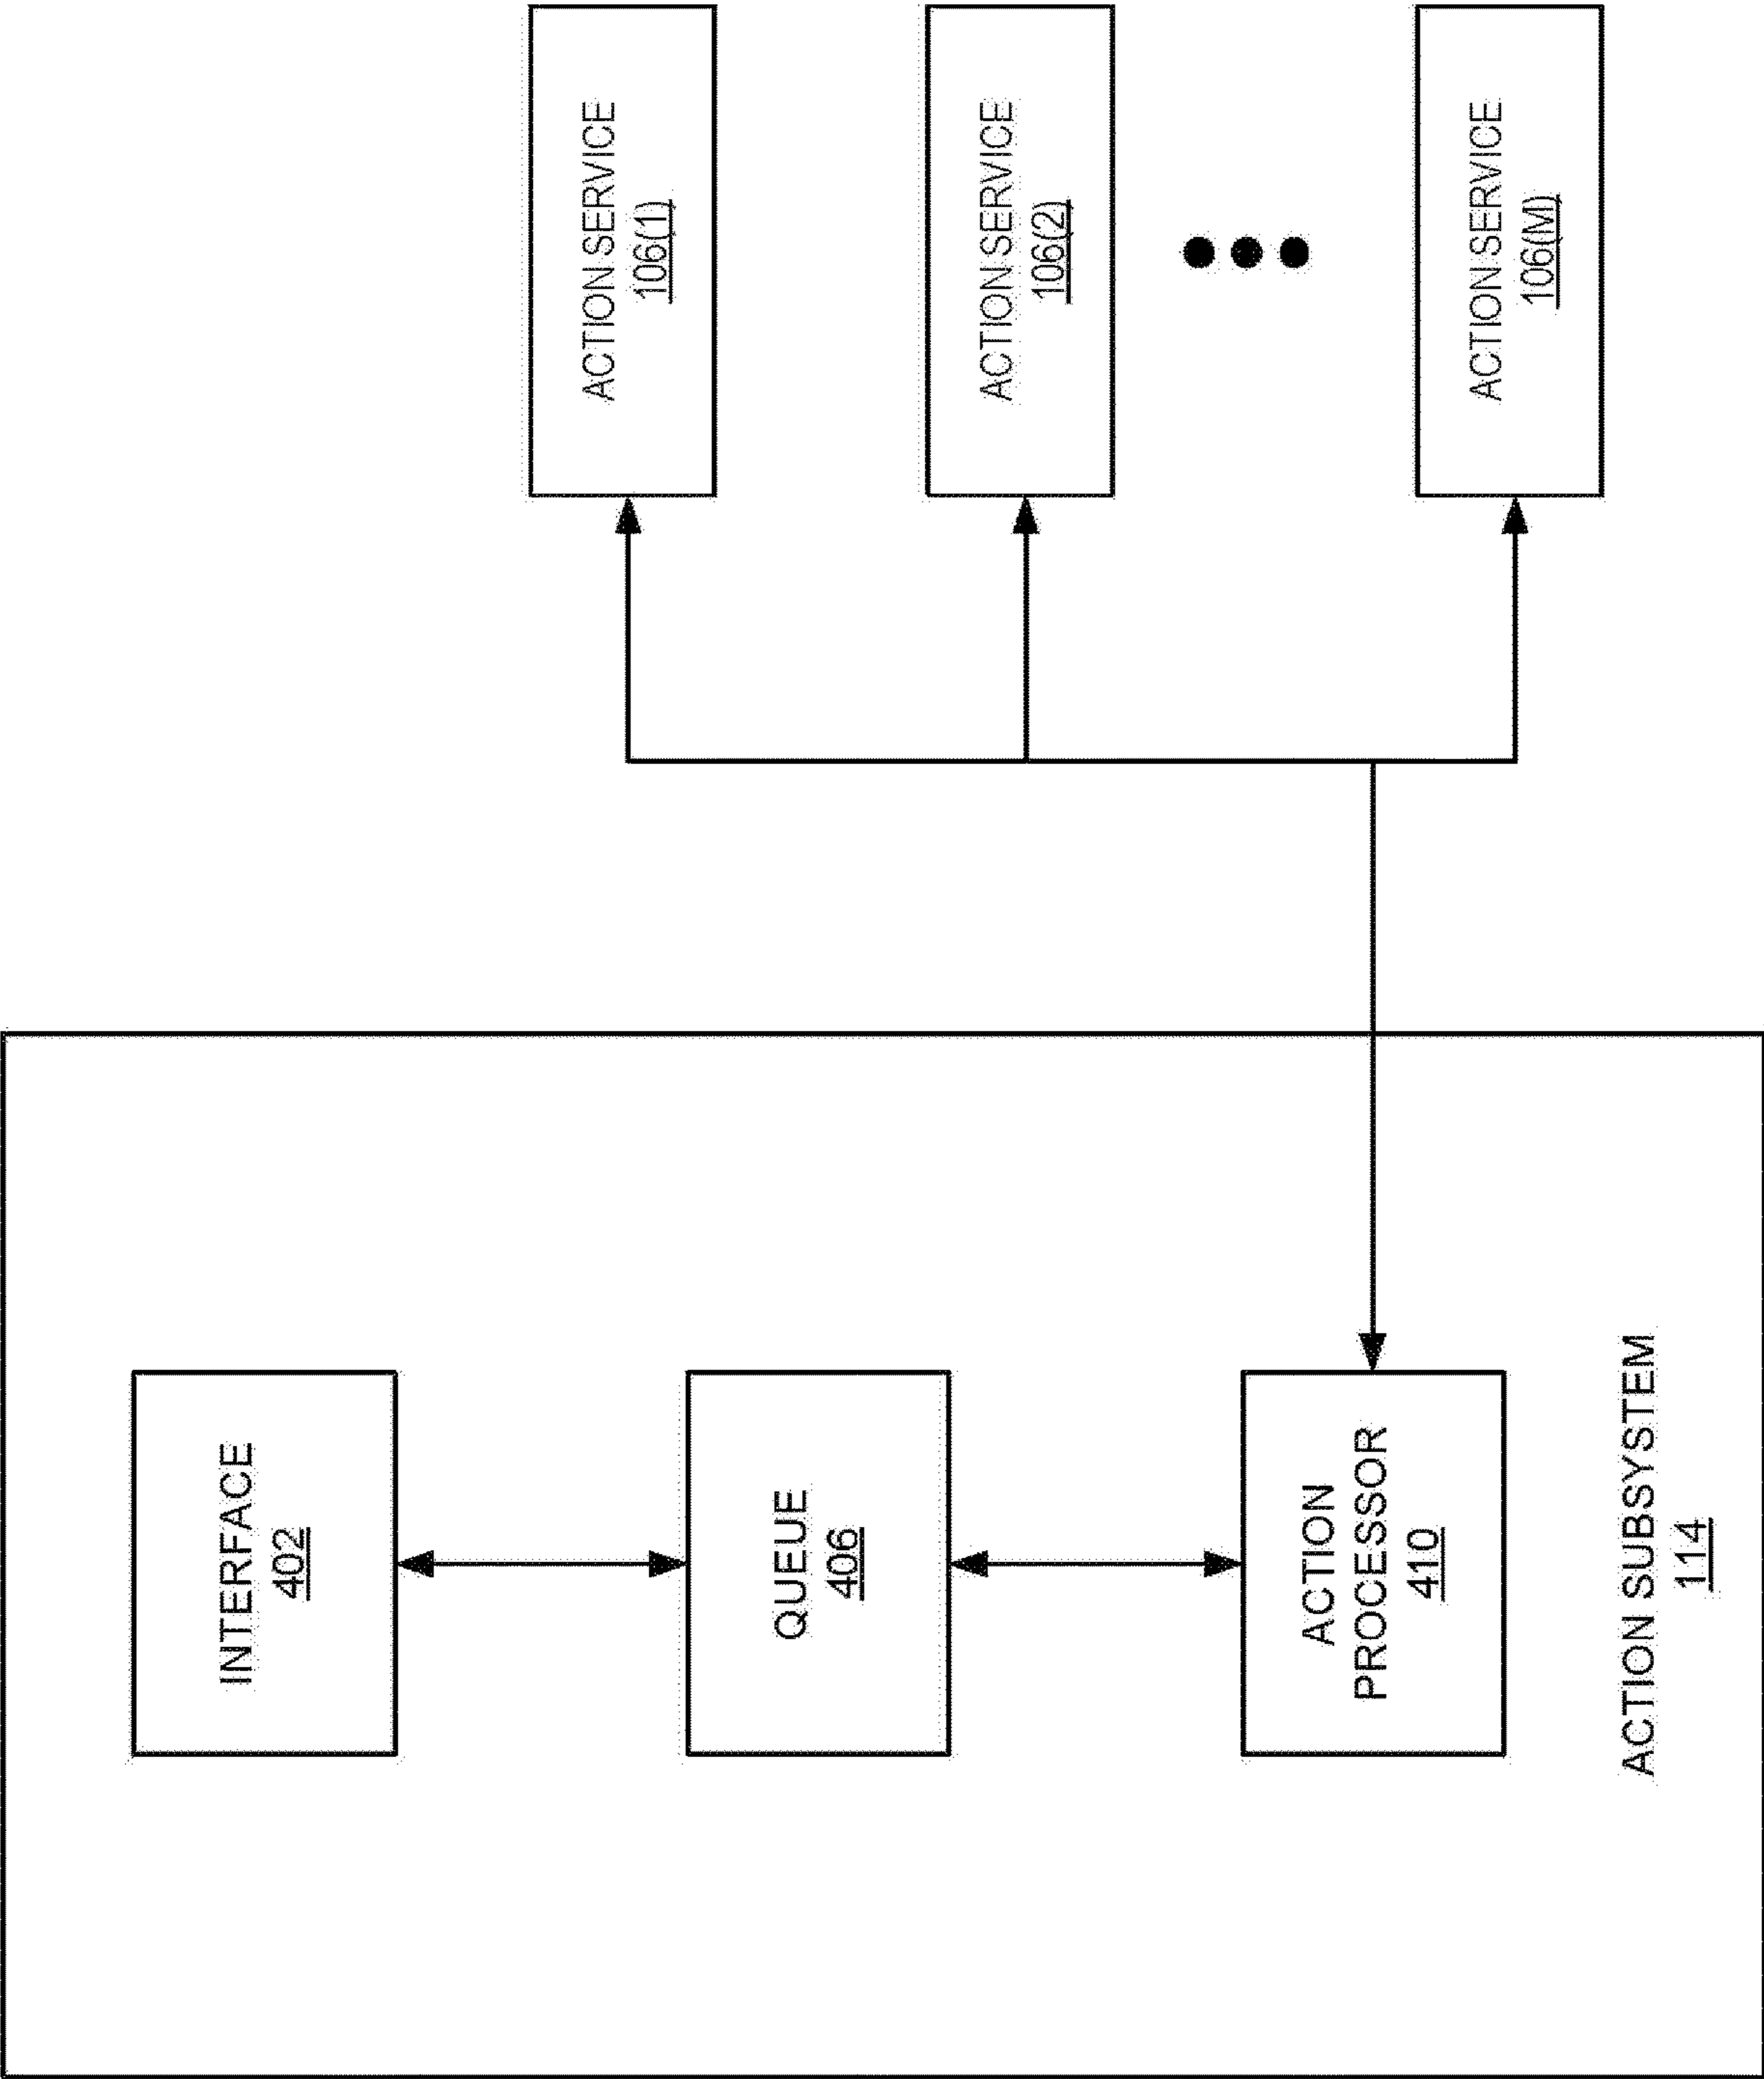 INTERFACE
402
QUEUE
406
ACTION
PROCESSOR
410
ACTION SUBSYSTEM
114
ACTION SERVICE
106(1)
ACTION SERVICE
106(2)
ACTION SERVICE
106(M)